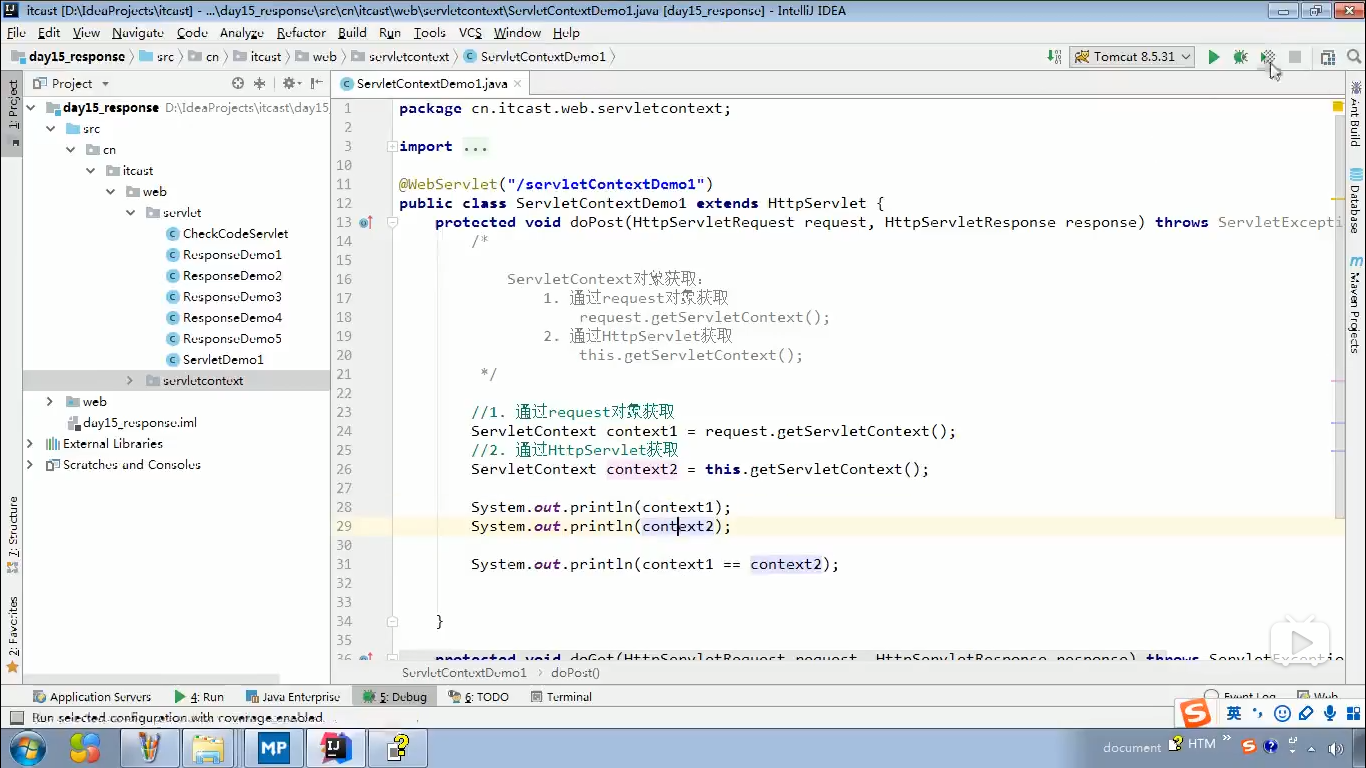 itcast [D:\IdeaProjects\itcast] - ...\day15_response\src\cn\itcast\web\servletcontext\ServletContextDemo1.java [day15_response] - IntelliJ IDEA
File Edit View Navigate Code Analyze Refactor Build Run Tools VCS Window Help
day15_response src cn itcast web servletcontext ServletContextDemo1 Tomcat 8.5.31
Project ServletContextDemo1.java
1: Project
day15_response D:\IdeaProjects\itcast\day15_
src
cn
itcast
web
servlet
CheckCodeServlet
ResponseDemo1
ResponseDemo2
ResponseDemo3
ResponseDemo4
ResponseDemo5
ServletDemo1
servletcontext
web
day15_response.iml
External Libraries
Scratches and Consoles
7: Structure
2: Favorites
1 package cn.itcast.web.servletcontext;
2
3 import ...
10
11 @WebServlet("/servletContextDemo1")
12 public class ServletContextDemo1 extends HttpServlet {
13 protected void doPost(HttpServletRequest request, HttpServletResponse response) throws ServletExcepti
14 /*
15
16 ServletContext对象获取:
17 1. 通过request对象获取
18 request.getServletContext();
19 2. 通过HttpServlet获取
20 this.getServletContext();
21 */
22
23 //1. 通过request对象获取
24 ServletContext context1 = request.getServletContext();
25 //2. 通过HttpServlet获取
26 ServletContext context2 = this.getServletContext();
27
28 System.out.println(context1);
29 System.out.println(context2);
30
31 System.out.println(context1 == context2);
32
33
34 }
35
36 protected void doGet(HttpServletRequest request, HttpServletResponse response) throws ServletExceptio
ServletContextDemo1 doPost()
Ant Build
Database
Maven Projects
Application Servers 4: Run Java Enterprise 5: Debug 6: TODO Terminal Event Log Web
Run selected configuration with coverage enabled
英
MP
document HTM